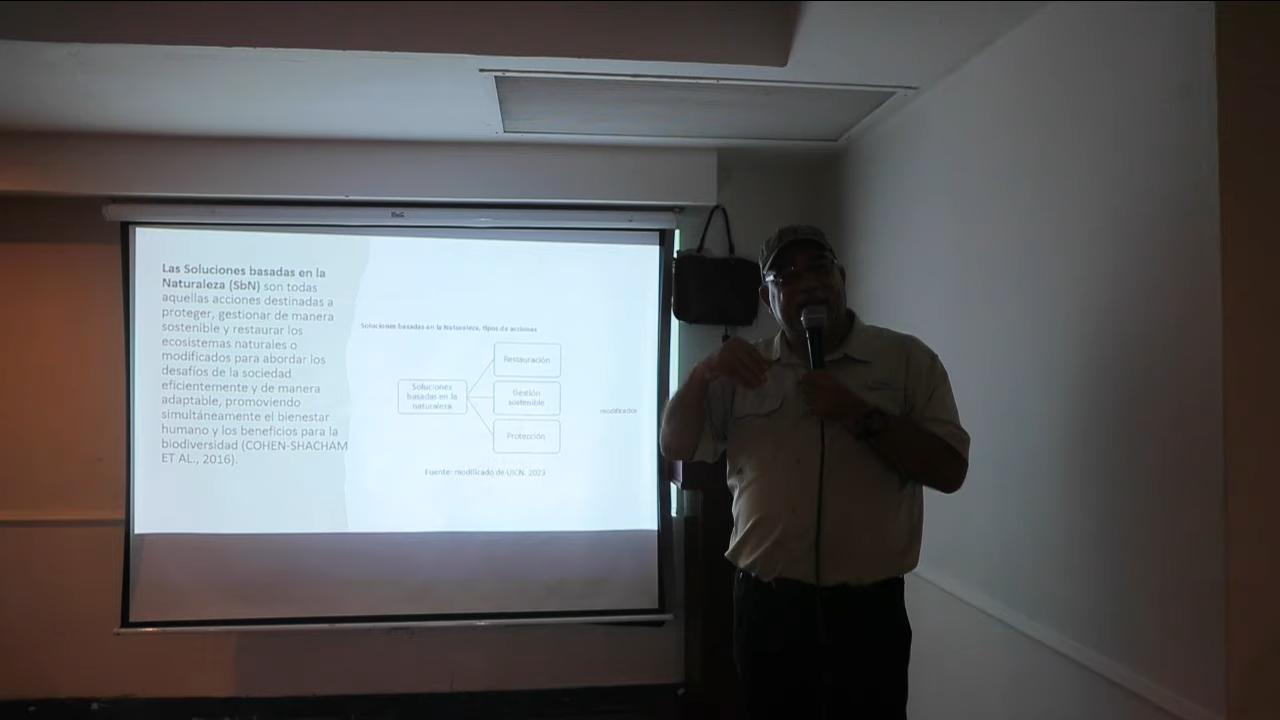 Las Soluciones basadas en la
Naturaleza (SbN) son todas
aquellas acciones destinadas a
proteger, gestionar de manera
sostenible y restaurar los
ecosistemas naturales o
modificados para abordar los
desafíos de la sociedad
eficientemente y de manera
adaptable, promoviendo
simultáneamente el bienestar
humano y los beneficios para la
biodiversidad (COHEN-SHACHAM
ET AL., 2016).
Soluciones basadas en la Naturaleza, tipos de acciones
Soluciones
basadas en la
naturaleza
Restauración
Gestión
sostenible
Protección
modificados
Fuente: modificado de UICN. 2023